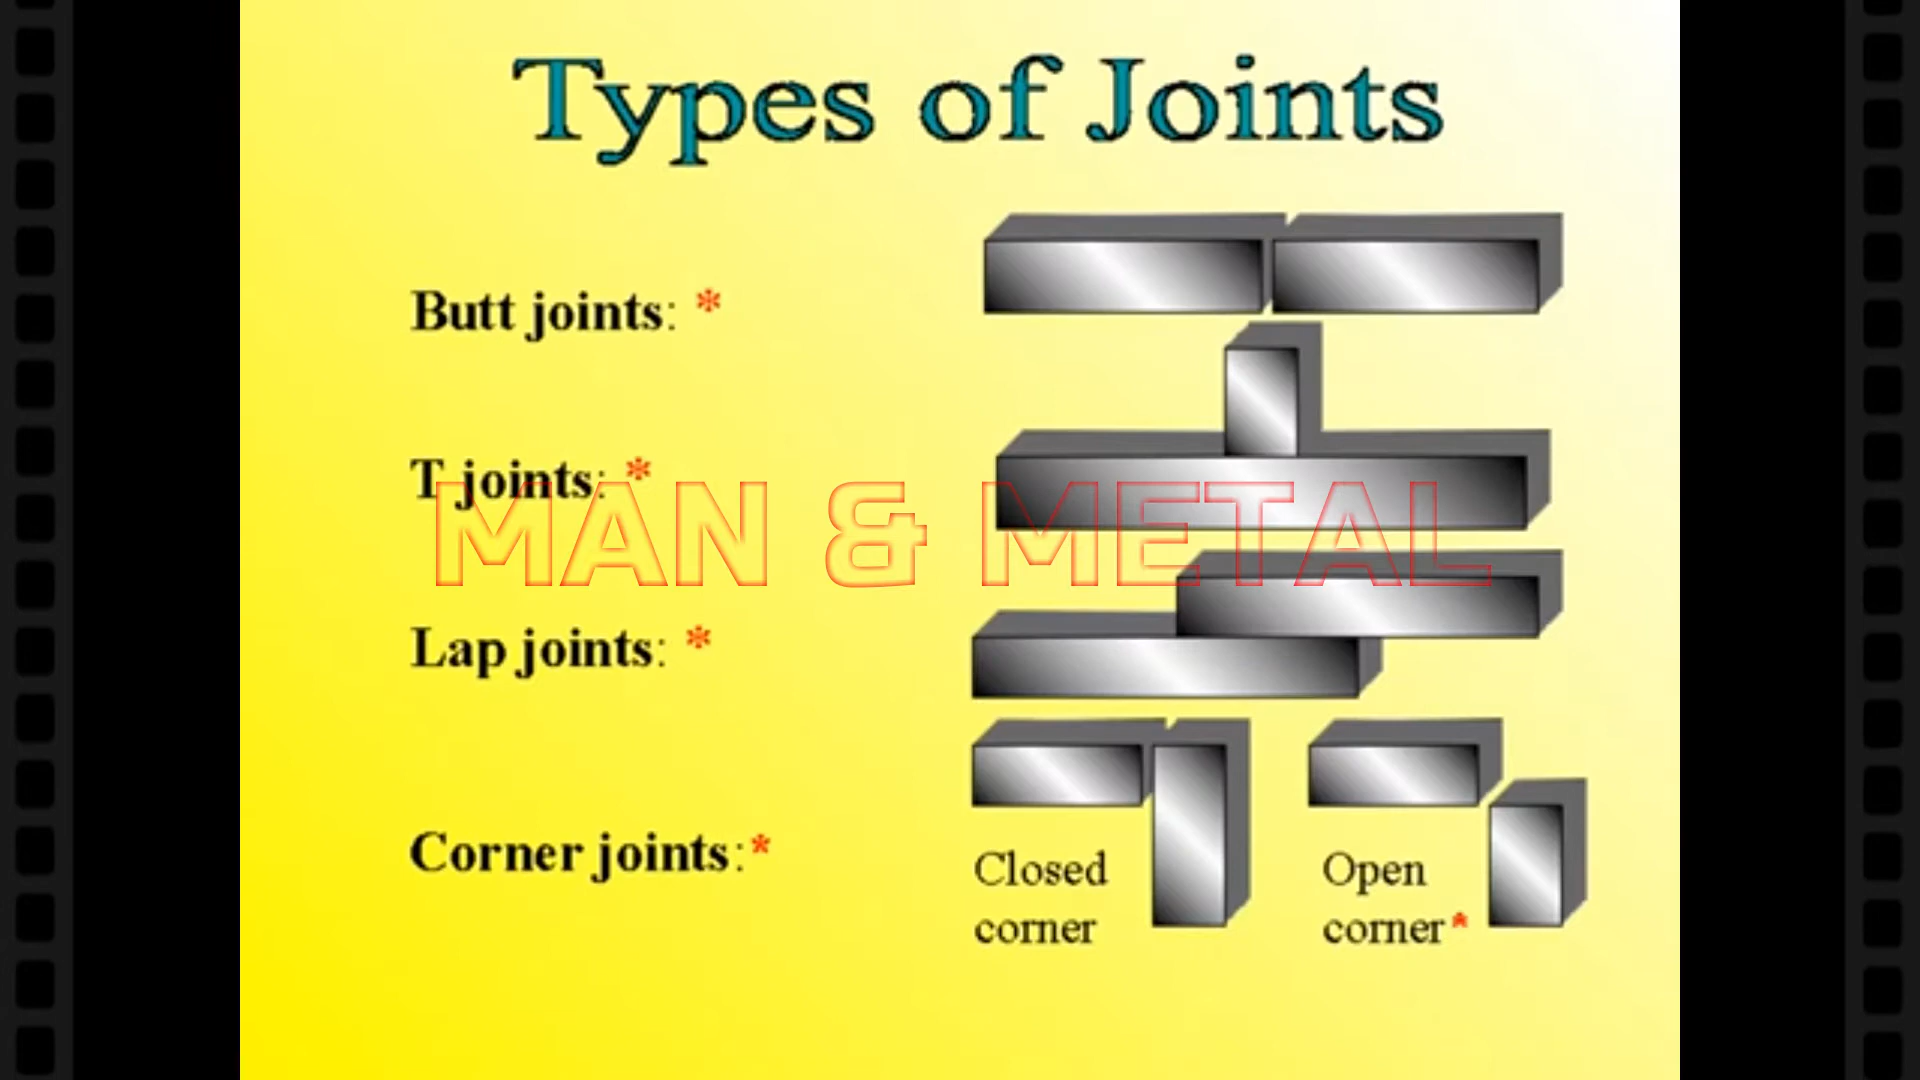 Types of Joints
Butt joints: *
T joints: *
MAN & METAL
Lap joints: *
Corner joints:*
Closed
corner
Open
corner*